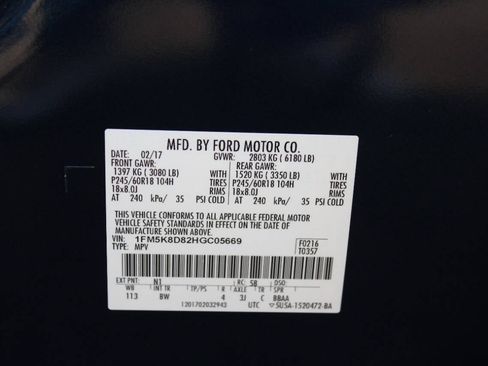 MFD. BY FORD MOTOR CO.
DATE: 02/17 GVWR: 2803 KG ( 6180 LB)
FRONT GAWR: REAR GAWR:
1397 KG ( 3080 LB) WITH 1520 KG ( 3350 LB) WITH
P245/60R18 104H TIRES P245/60R18 104H TIRES
18x8.0J RIMS 18x8.0J RIMS
AT 240 kPa/ 35 PSI COLD AT 240 kPa/ 35 PSI COLD
THIS VEHICLE CONFORMS TO ALL APPLICABLE FEDERAL MOTOR
VEHICLE SAFETY STANDARDS IN EFFECT ON THE DATE OF
MANUFACTURE SHOWN ABOVE.
VIN: 1FM5K8D82HGC05669 F0216
TYPE: MPV T0357
EXT PNT: N1 RC: 58 DSO:
WB INT TR TP/PS R AXLE TR SPR
113 BW 4 3J C BBAA
1201702032943 UTC SU5A-1520472-BA